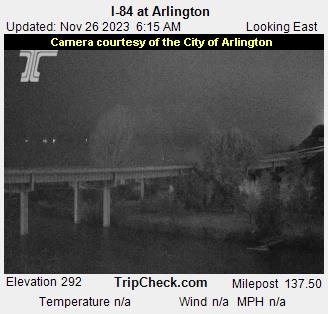 I-84 at Arlington
Updated: Nov 26 2023 6:15 AM Looking East
Camera courtesy of the City of Arlington
Elevation 292 TripCheck.com Milepost 137.50
Temperature n/a Wind n/a MPH n/a